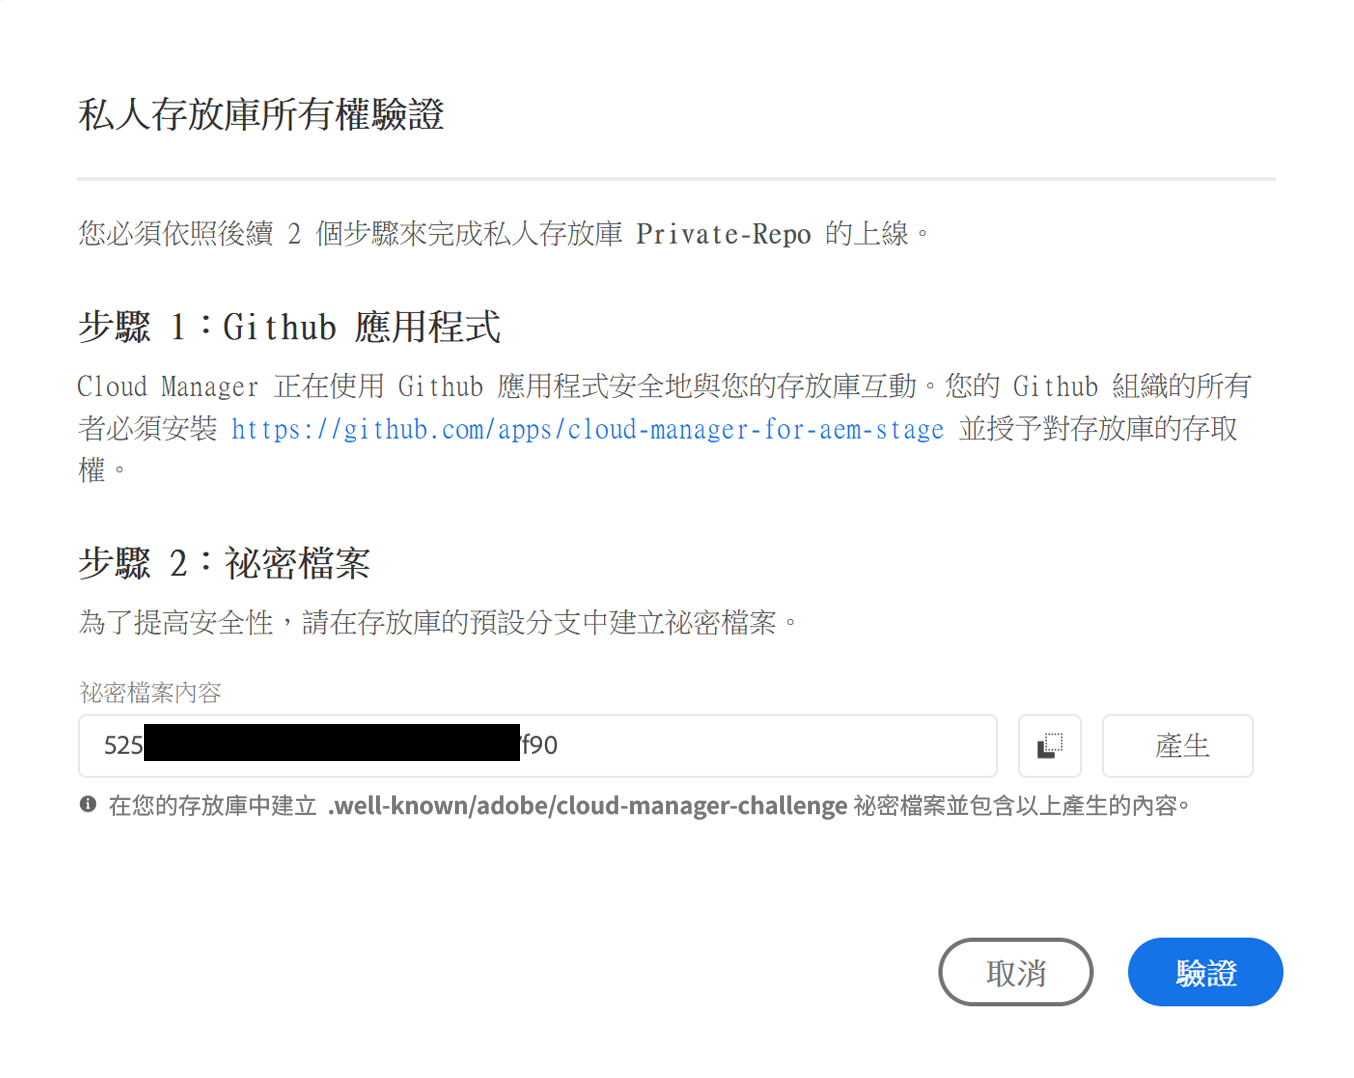 私人存放庫所有權驗證
您必須依照後續 2 個步驟來完成私人存放庫 Private-Repo 的上線。
步驟 1：Github 應用程式
Cloud Manager 正在使用 Github 應用程式安全地與您的存放庫互動。您的 Github 組織的所有
者必須安裝 https://github.com/apps/cloud-manager-for-aem-stage 並授予對存放庫的存取
權。
步驟 2：祕密檔案
為了提高安全性，請在存放庫的預設分支中建立祕密檔案。
祕密檔案內容
525 f90
產生
在您的存放庫中建立 .well-known/adobe/cloud-manager-challenge 祕密檔案並包含以上產生的內容。
取消
驗證